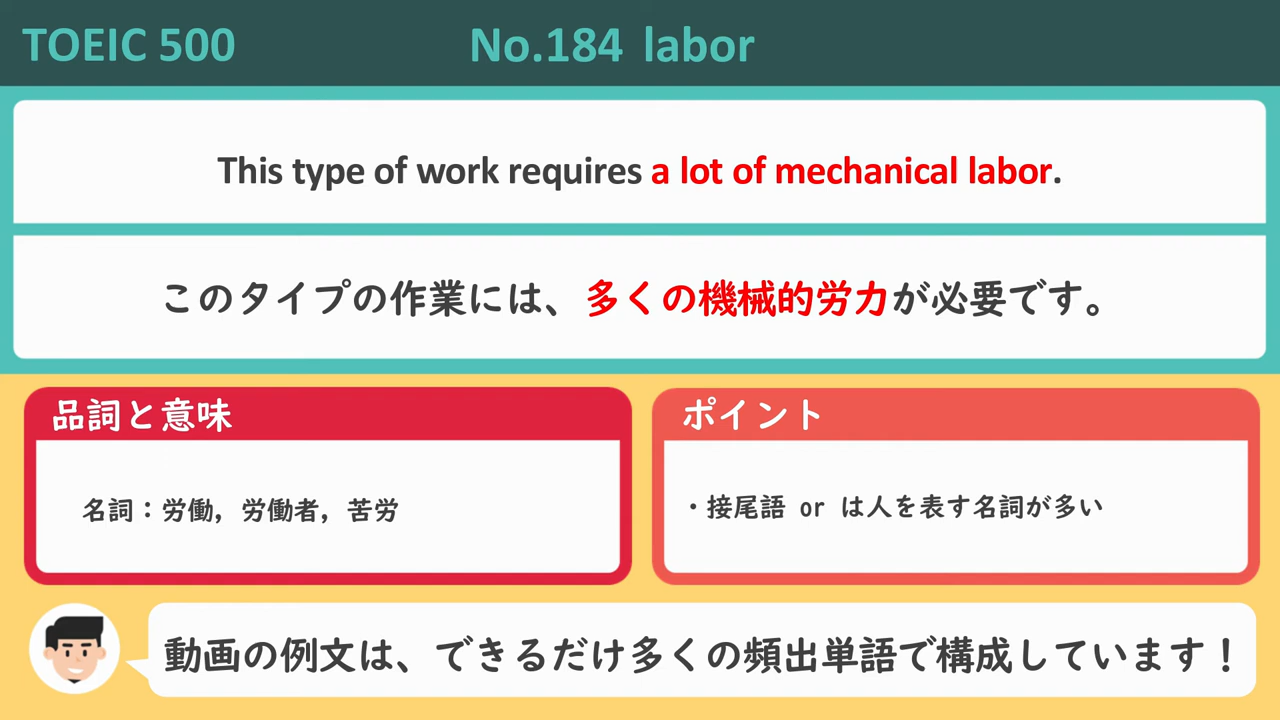 TOEIC 500
No.184 labor
This type of work requires a lot of mechanical labor.
このタイプの作業には、多くの機械的労力が必要です。
品詞と意味
名詞：労働，労働者，苦労
ポイント
・接尾語 or は人を表す名詞が多い
動画の例文は、できるだけ多くの頻出単語で構成しています！